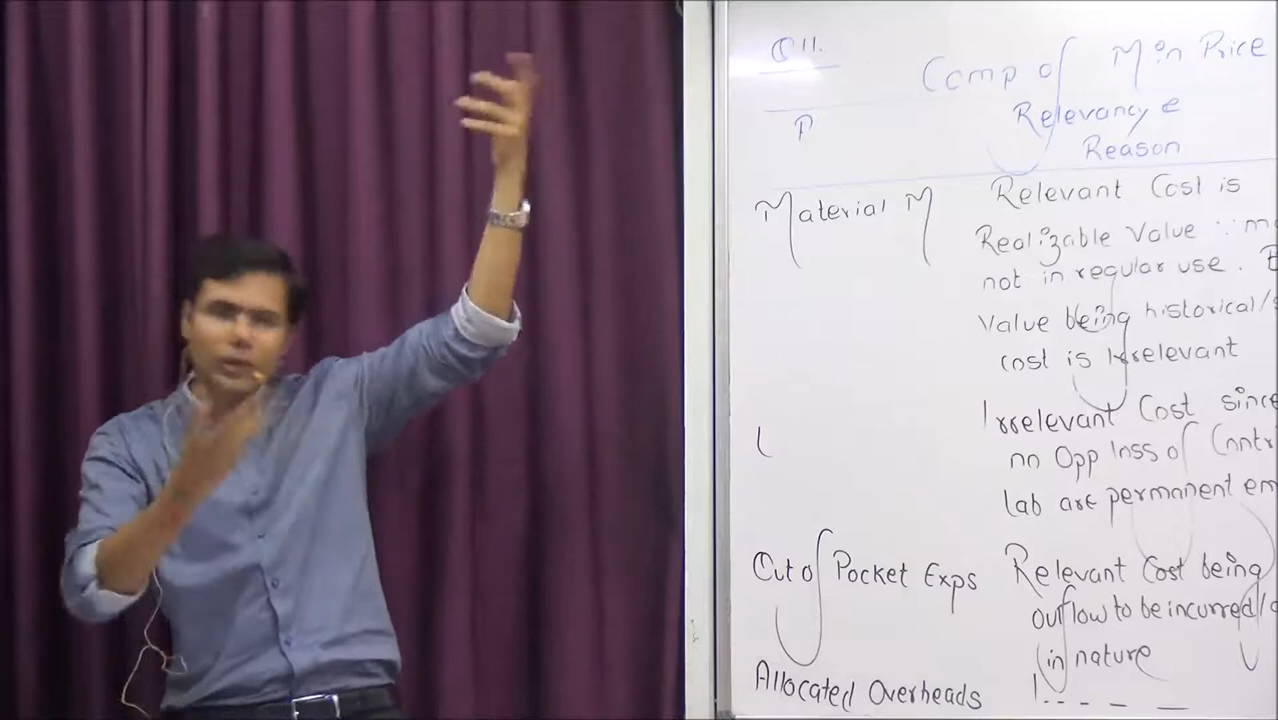 Q 11.
Comp of Min Price
P
Relevancy &
Reason
Material M
Relevant Cost is
Realizable Value ∵ m
not in regular use.
Value being historical/s
cost is Irrelevant
L
Irrelevant Cost since
no Opp loss of Contri
lab are permanent em
Out of Pocket Exps
Relevant Cost being
outflow to be incurred/
in nature
Allocated Overheads
I